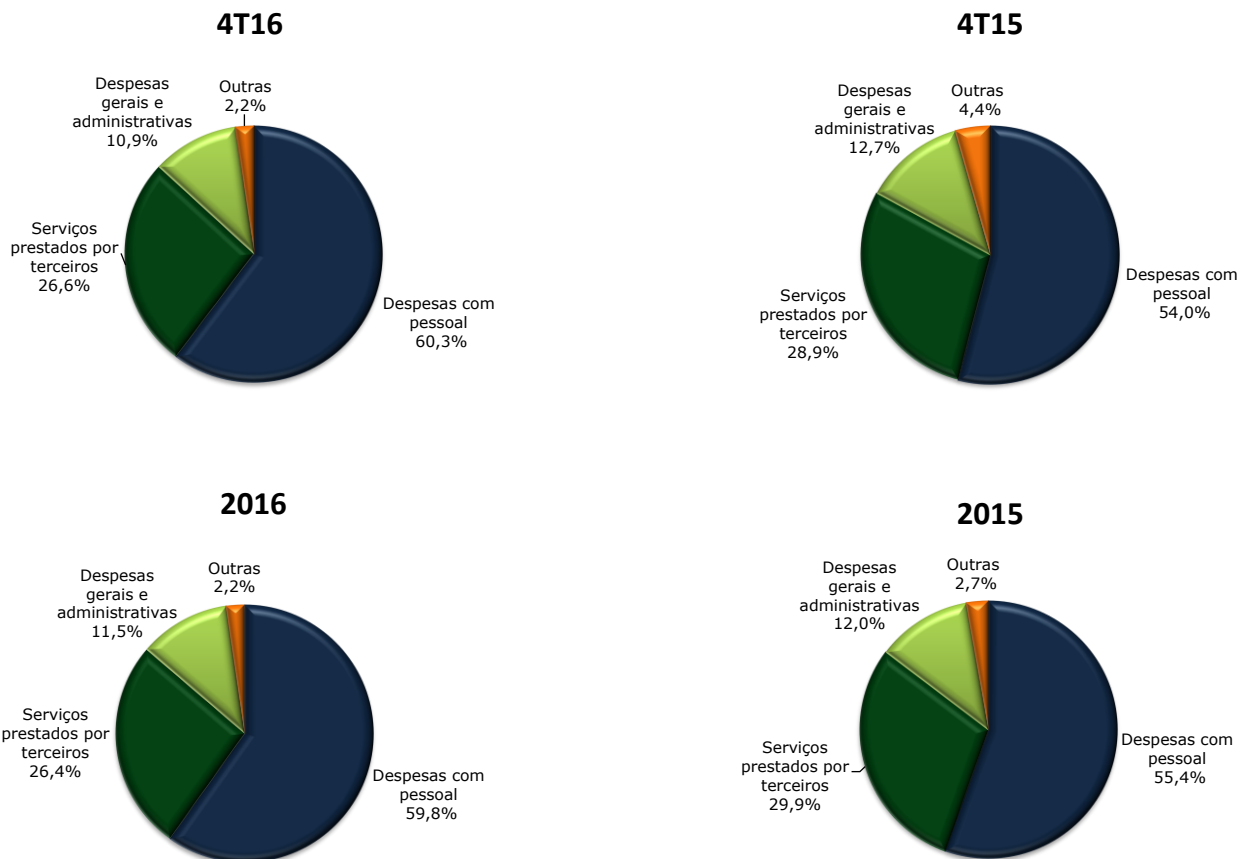 4T16
Despesas
gerais e
administrativas
10,9%
Outras
2,2%
Serviços
prestados por
terceiros
26,6%
Despesas com
pessoal
60,3%
4T15
Despesas
gerais e
administrativas
12,7%
Outras
4,4%
Serviços
prestados por
terceiros
28,9%
Despesas com
pessoal
54,0%
2016
Despesas
gerais e
administrativas
11,5%
Outras
2,2%
Serviços
prestados por
terceiros
26,4%
Despesas com
pessoal
59,8%
2015
Despesas
gerais e
administrativas
12,0%
Outras
2,7%
Serviços
prestados por
terceiros
29,9%
Despesas com
pessoal
55,4%